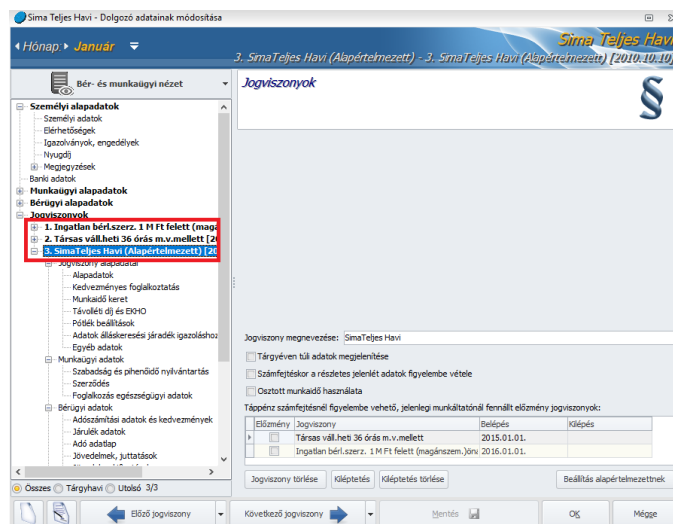 Sima Teljes Havi - Dolgozó adatainak módosítása
Hónap: Január
Sima Teljes Havi
3. SimaTeljes Havi (Alapértelmezett) - 3. SimaTeljes Havi (Alapértelmezett) [2010.10.10]
Bér- és munkaügyi nézet
Személyi alapadatok
Személyi adatok
Elérhetőségek
Igazolványok, engedélyek
Nyugdíj
Megjegyzések
Banki adatok
Munkaügyi alapadatok
Bérügyi alapadatok
Jogviszonyok
1. Ingatlan bérl.szerz. 1 M Ft felett (magá
2. Társas váll.heti 36 órás m.v.mellett [20
3. SimaTeljes Havi (Alapértelmezett) [20
Jogviszony alapadatai
Alapadatok
Kedvezményes foglalkoztatás
Munkaidő keret
Távolléti díj és EKHO
Pótlék beállítások
Adatok álláskeresési járadék igazoláshoz
Egyéb adatok
Munkaügyi adatok
Szabadság és pihenőidő nyilvántartás
Szerződés
Foglalkozás egészségügyi adatok
Bérügyi adatok
Adószámítási adatok és kedvezmények
Járulék adatok
Adó adatlap
Jövedelmek, juttatások
Összes Tárgyhavi Utolsó 3/3
Jogviszonyok
§
Jogviszony megnevezése: SimaTeljes Havi
Tárgyéven túli adatok megjelenítése
Számfejtéskor a részletes jelenlét adatok figyelembe vétele
Osztott munkaidő használata
Táppénz számfejtésnél figyelembe vehető, jelenlegi munkáltatónál fennállt előzmény jogviszonyok:
Előzmény Jogviszony Belépés Kilépés
Társas váll.heti 36 órás m.v.mellett 2015.01.01.
Ingatlan bérl.szerz. 1 M Ft felett (magánszem.)öná 2016.01.01.
Jogviszony törlése Kiléptetés Kiléptetés törlése Beállítás alapértelmezettnek
Előző jogviszony Következő jogviszony Mentés OK Mégse